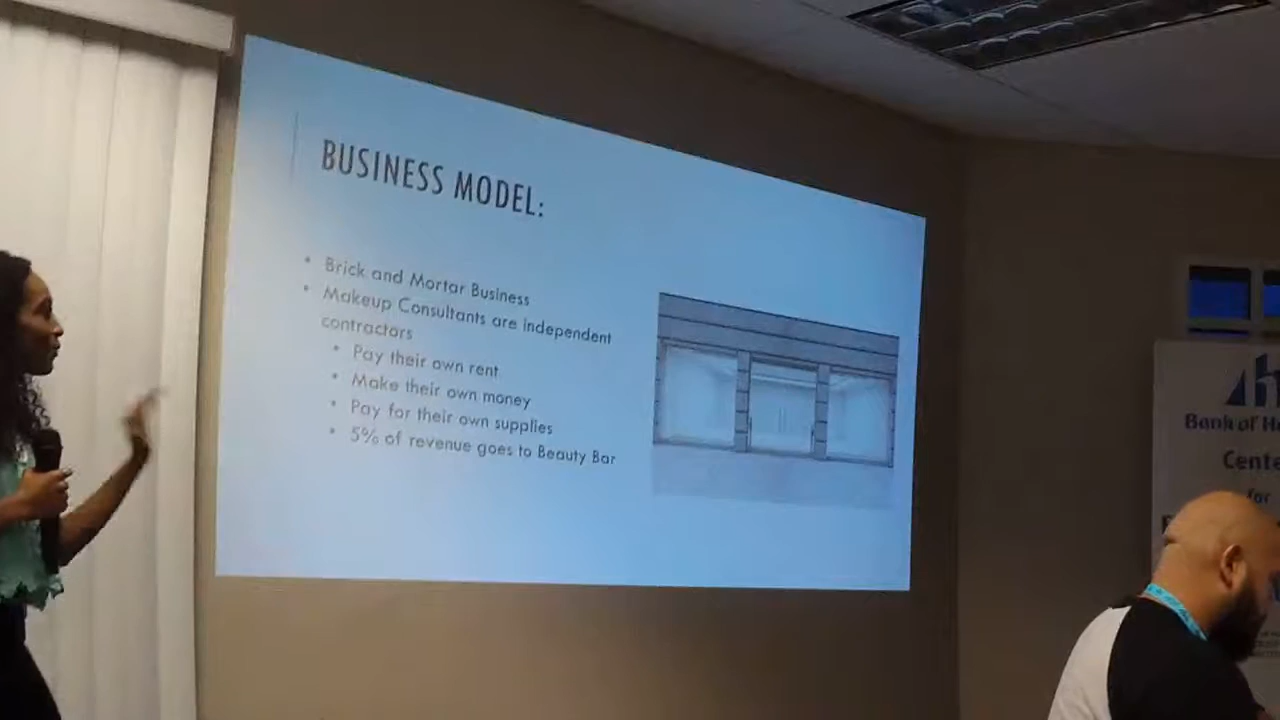 BUSINESS MODEL:
• Brick and Mortar Business
• Makeup Consultants are independent
contractors
• Pay their own rent
• Make their own money
• Pay for their own supplies
• 5% of revenue goes to Beauty Bar
Bank of
for